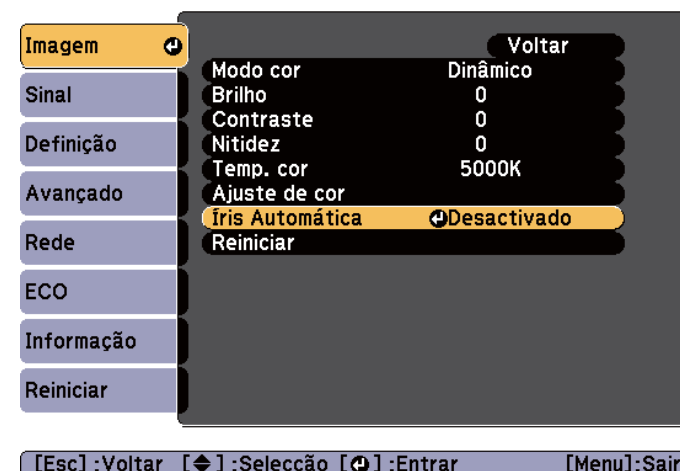 Imagem
Sinal
Definição
Avançado
Rede
ECO
Informação
Reiniciar
Voltar
Modo cor Dinâmico
Brilho 0
Contraste 0
Nitidez 0
Temp. cor 5000K
Ajuste de cor
Íris Automática Desactivado
Reiniciar
[Esc] :Voltar [ ] :Selecção [ ] :Entrar [Menu]:Sair